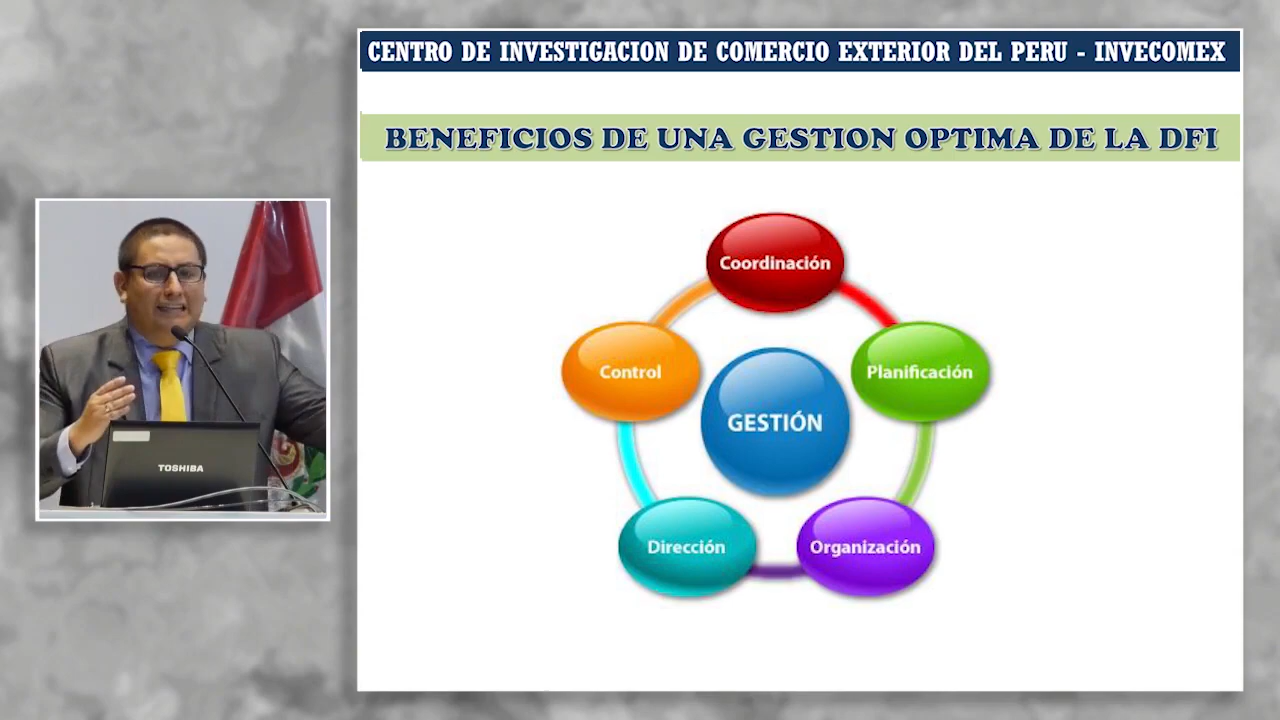 CENTRO DE INVESTIGACION DE COMERCIO EXTERIOR DEL PERU - INVECOMEX
BENEFICIOS DE UNA GESTION OPTIMA DE LA DFI
Coordinación
Control
Planificación
GESTIÓN
Dirección
Organización
TOSHIBA